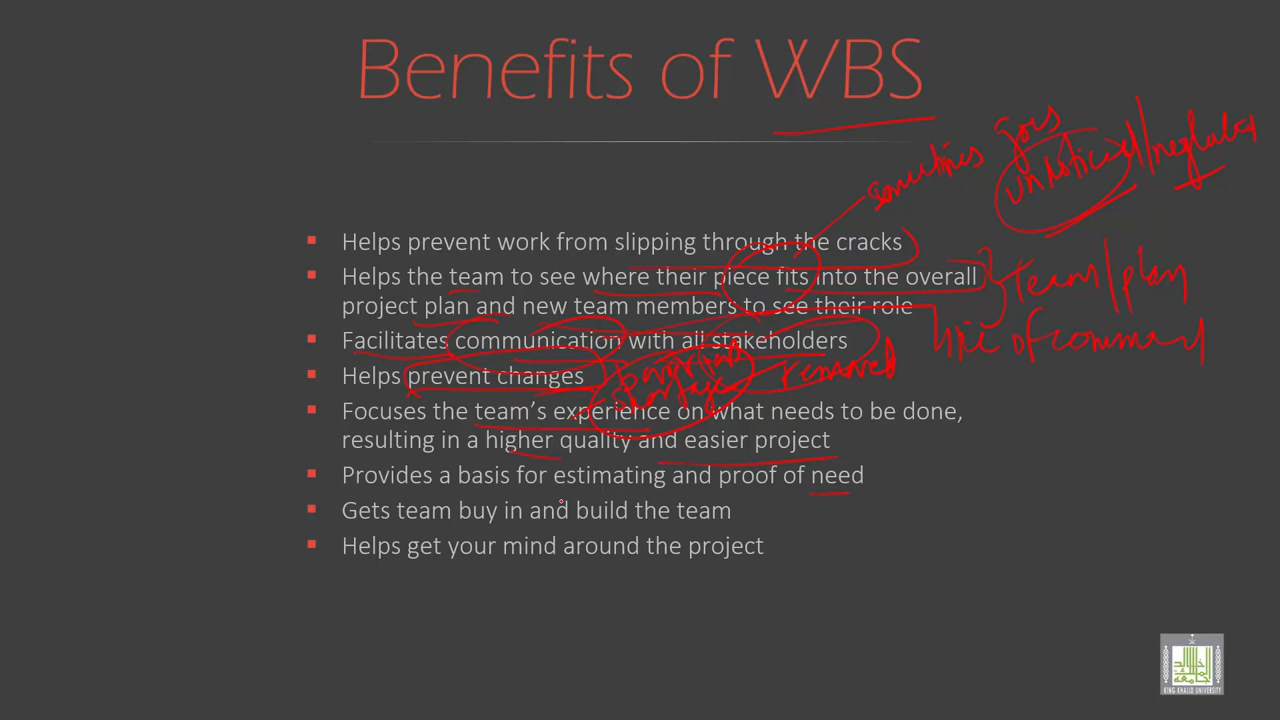 Benefits of WBS
sometimes goes
unnoticed/neglected
Helps prevent work from slipping through the cracks
Helps the team to see where their piece fits into the overall
project plan and new team members to see their role
Team/plan
line of command
Facilitates communication with all stakeholders
Helps prevent changes
removed
shortage
Focuses the team's experience on what needs to be done,
resulting in a higher quality and easier project
Provides a basis for estimating and proof of need
Gets team buy in and build the team
Helps get your mind around the project
KING KHALID UNIVERSITY